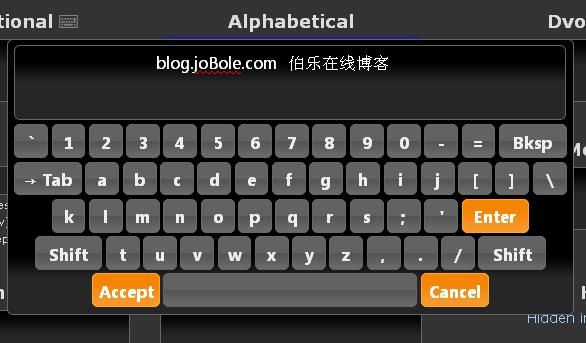 tional
Alphabetical
Dvo
blog.joBole.com 伯乐在线博客
` 1 2 3 4 5 6 7 8 9 0 - = Bksp
→ Tab a b c d e f g h i j [ ] \
k l m n o p q r s ; ' Enter
Shift t u v w x y z , . / Shift
Accept Cancel
Hidden in